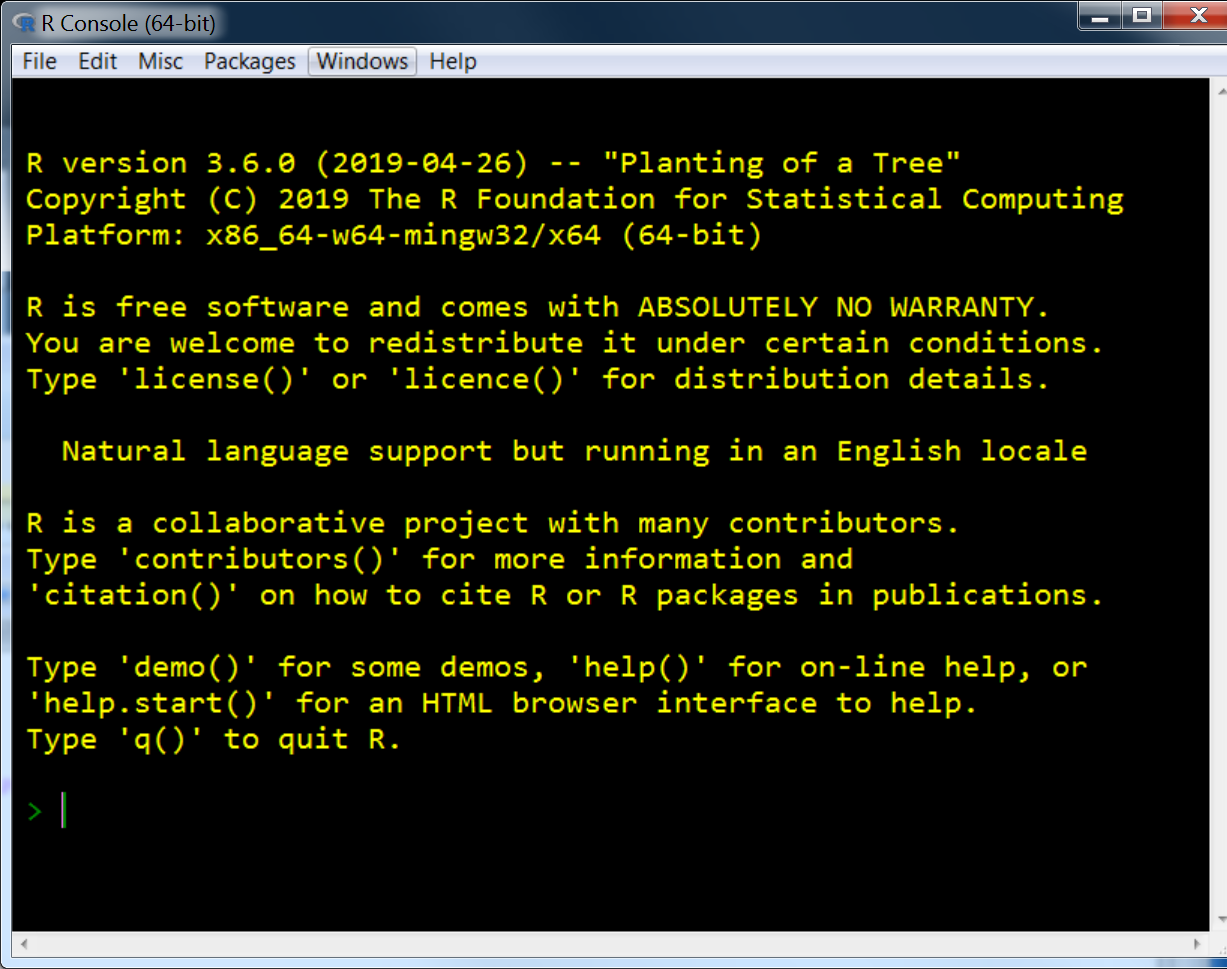 R Console (64-bit)
File Edit Misc Packages Windows Help
R version 3.6.0 (2019-04-26) -- "Planting of a Tree"
Copyright (C) 2019 The R Foundation for Statistical Computing
Platform: x86_64-w64-mingw32/x64 (64-bit)
R is free software and comes with ABSOLUTELY NO WARRANTY.
You are welcome to redistribute it under certain conditions.
Type 'license()' or 'licence()' for distribution details.
Natural language support but running in an English locale
R is a collaborative project with many contributors.
Type 'contributors()' for more information and
'citation()' on how to cite R or R packages in publications.
Type 'demo()' for some demos, 'help()' for on-line help, or
'help.start()' for an HTML browser interface to help.
Type 'q()' to quit R.
>